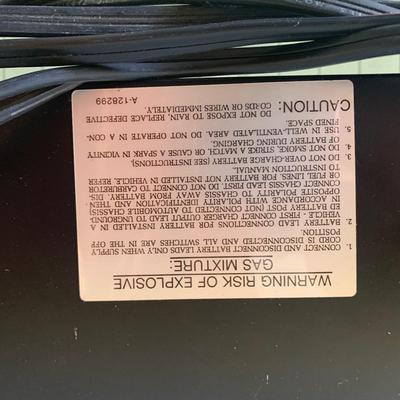 WARNING RISK OF EXPLOSIVE
GAS MIXTURE:
1. CONNECT AND DISCONNECT BATTERY LEADS ONLY WHEN SUPPLY
CORD IS DISCONNECTED AND ALL SWITCHES ARE IN THE OFF
POSITION.
2. BATTERY LEAD CONNECTIONS FOR BATTERY INSTALLED IN A
VEHICLE - FIRST CONNECT CHARGER OUTPUT LEAD TO UNGROUND-
ED BATTERY POST (NOT CONNECTED TO AUTOMOBILE CHASSIS)
IN ACCORDANCE WITH POLARITY IDENTIFICATION AND THEN
OPPOSITE POLARITY TO CHASSIS AWAY FROM BATTERY. DIS-
CONNECT CHASSIS LEAD FIRST. DO NOT CONNECT TO CARBURETOR
OR FUEL LINES. FOR BATTERY NOT INSTALLED IN VEHICLE, REFER
TO INSTRUCTION MANUAL.
3. DO NOT OVER-CHARGE BATTERY (SEE INSTRUCTIONS).
4. DO NOT SMOKE, STRIKE A MATCH, OR CAUSE A SPARK IN VICINITY
OF BATTERY DURING CHARGING.
5. USE IN WELL-VENTILATED AREA. DO NOT OPERATE IN A CON-
FINED SPACE.
CAUTION: DO NOT EXPOSE TO RAIN, REPLACE DEFECTIVE
CORDS OR WIRES IMMEDIATELY.
A-128299